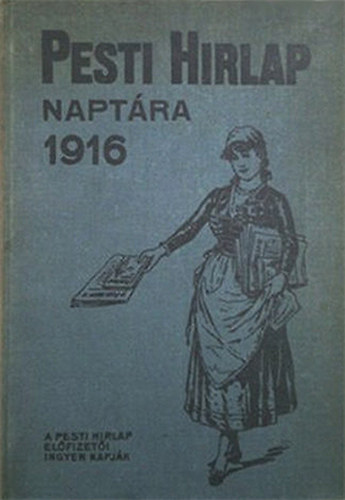 PESTI HIRLAP
NAPTÁRA
1916
A PESTI HIRLAP
ELŐFIZETŐI
INGYEN KAPJÁK